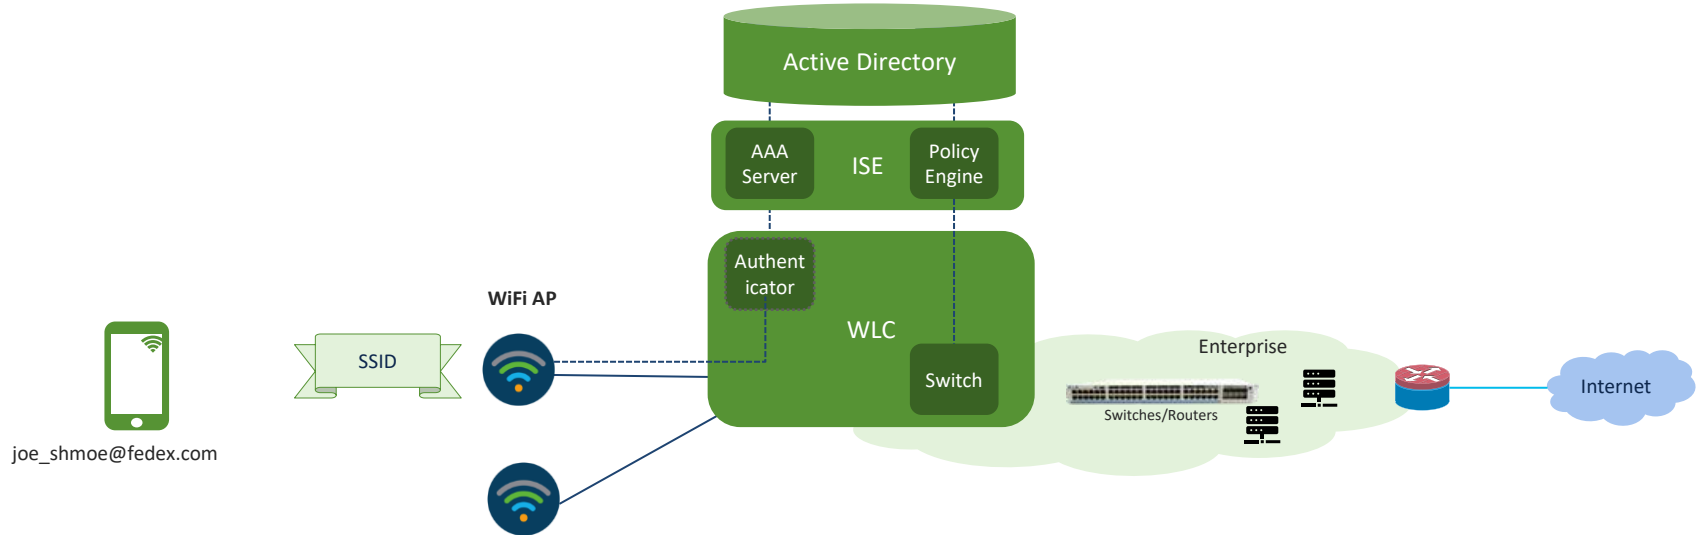 Active Directory
AAA
Server
ISE
Policy
Engine
Authent
icator
WiFi AP
WLC
SSID
Switch
Enterprise
Switches/Routers
Internet
joe_shmoe@fedex.com